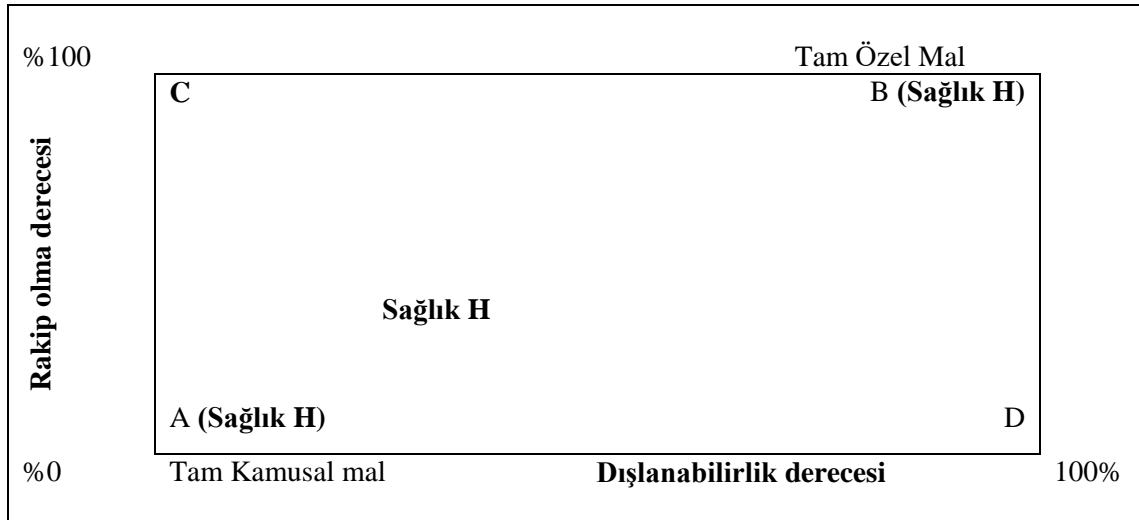 %100
Tam Özel Mal
C
B (Sağlık H)
Rakip olma derecesi
Sağlık H
A (Sağlık H)
D
%0
Tam Kamusal mal
Dışlanabilirlik derecesi
100%